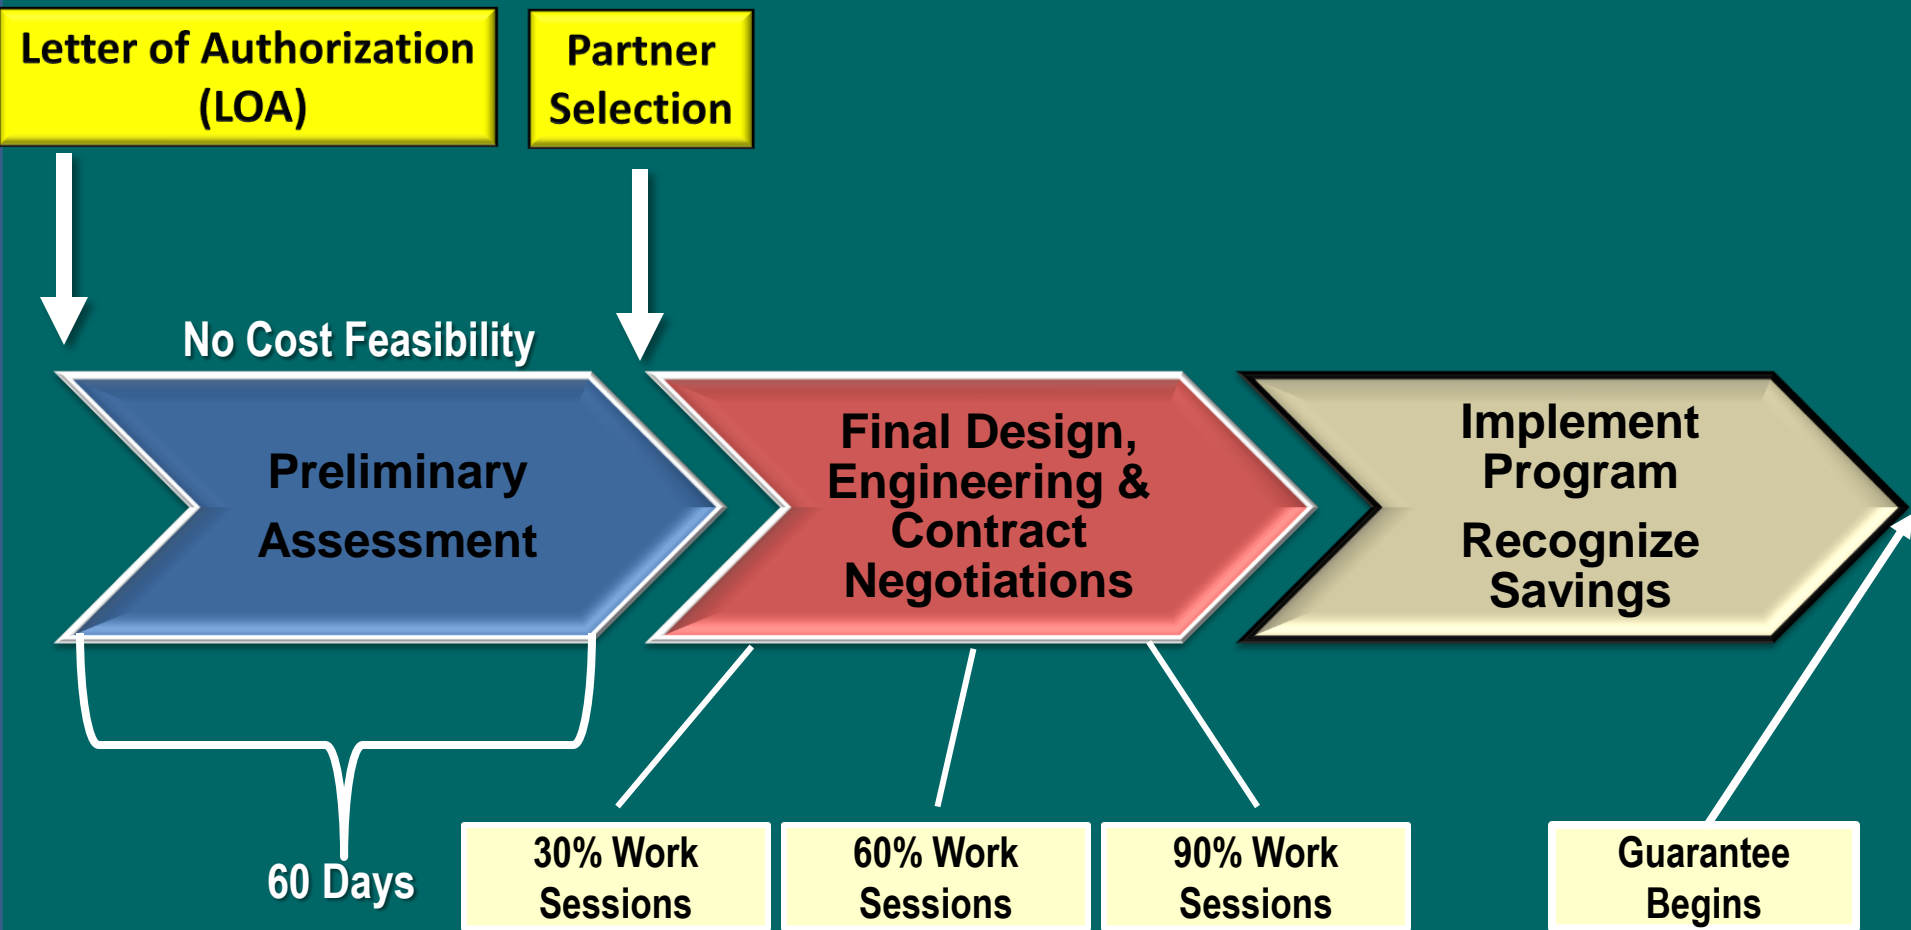 Letter of Authorization
(LOA)
Partner
Selection
No Cost Feasibility
Preliminary
Assessment
Final Design,
Engineering &
Contract
Negotiations
Implement
Program
Recognize
Savings
60 Days
30% Work
Sessions
60% Work
Sessions
90% Work
Sessions
Guarantee
Begins